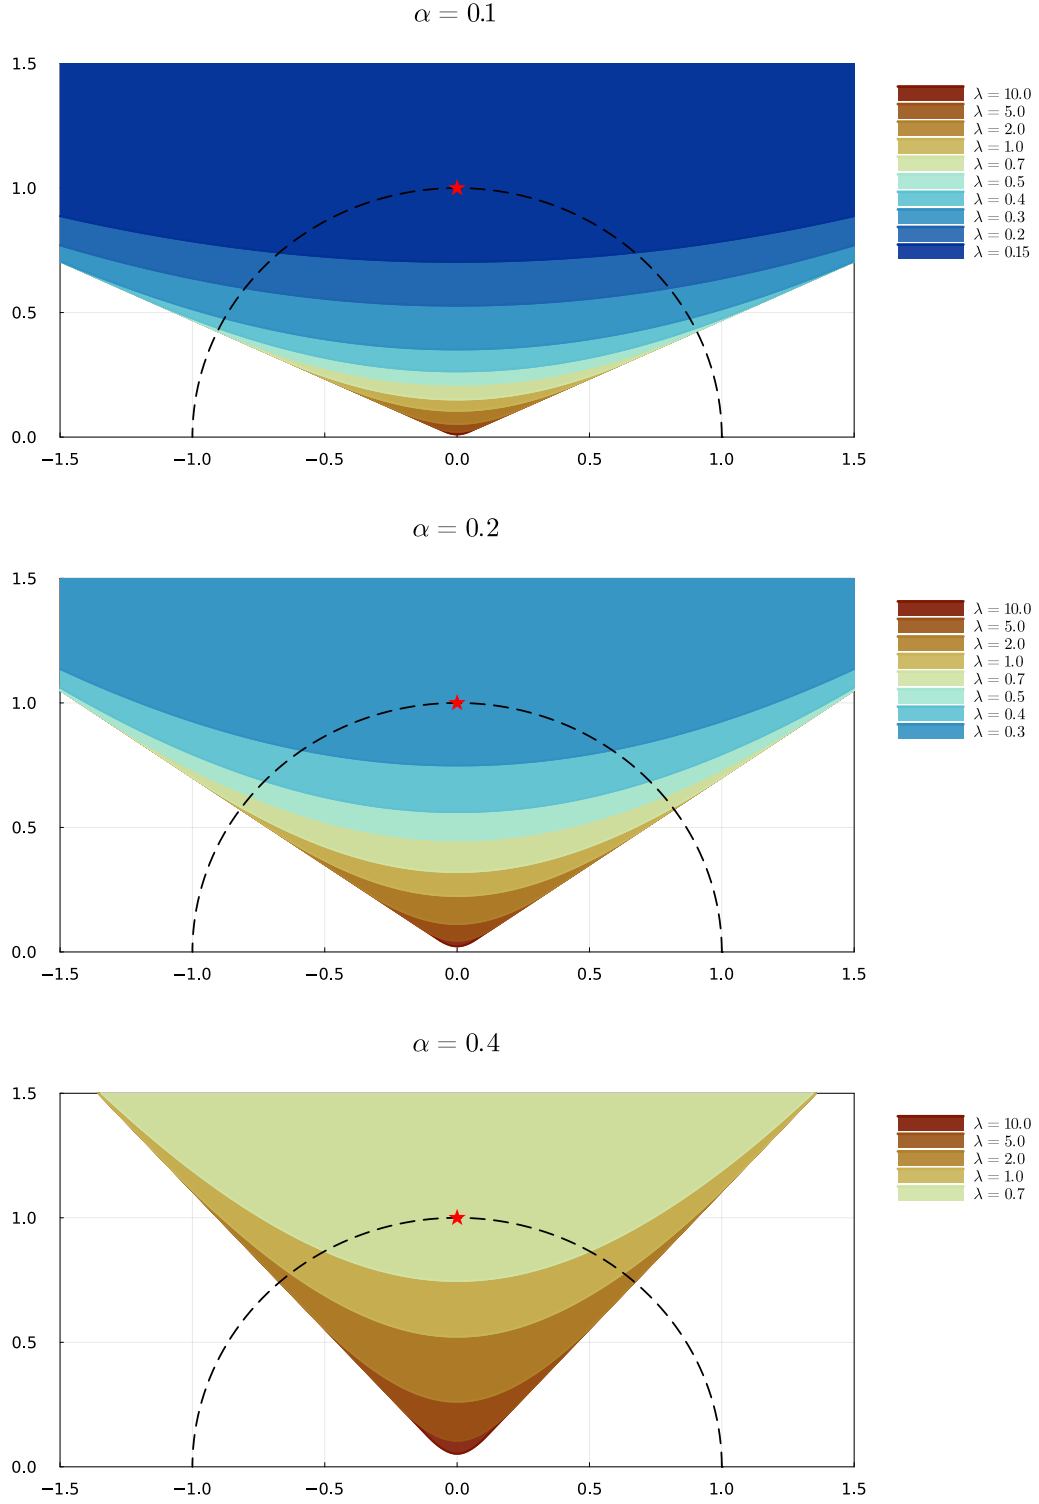 α = 0.1
1.5
1.0
0.5
0.0
−1.5 −1.0 −0.5 0.0 0.5 1.0 1.5
λ = 10.0
λ = 5.0
λ = 2.0
λ = 1.0
λ = 0.7
λ = 0.5
λ = 0.4
λ = 0.3
λ = 0.2
λ = 0.15
α = 0.2
1.5
1.0
0.5
0.0
−1.5 −1.0 −0.5 0.0 0.5 1.0 1.5
λ = 10.0
λ = 5.0
λ = 2.0
λ = 1.0
λ = 0.7
λ = 0.5
λ = 0.4
λ = 0.3
α = 0.4
1.5
1.0
0.5
0.0
−1.5 −1.0 −0.5 0.0 0.5 1.0 1.5
λ = 10.0
λ = 5.0
λ = 2.0
λ = 1.0
λ = 0.7